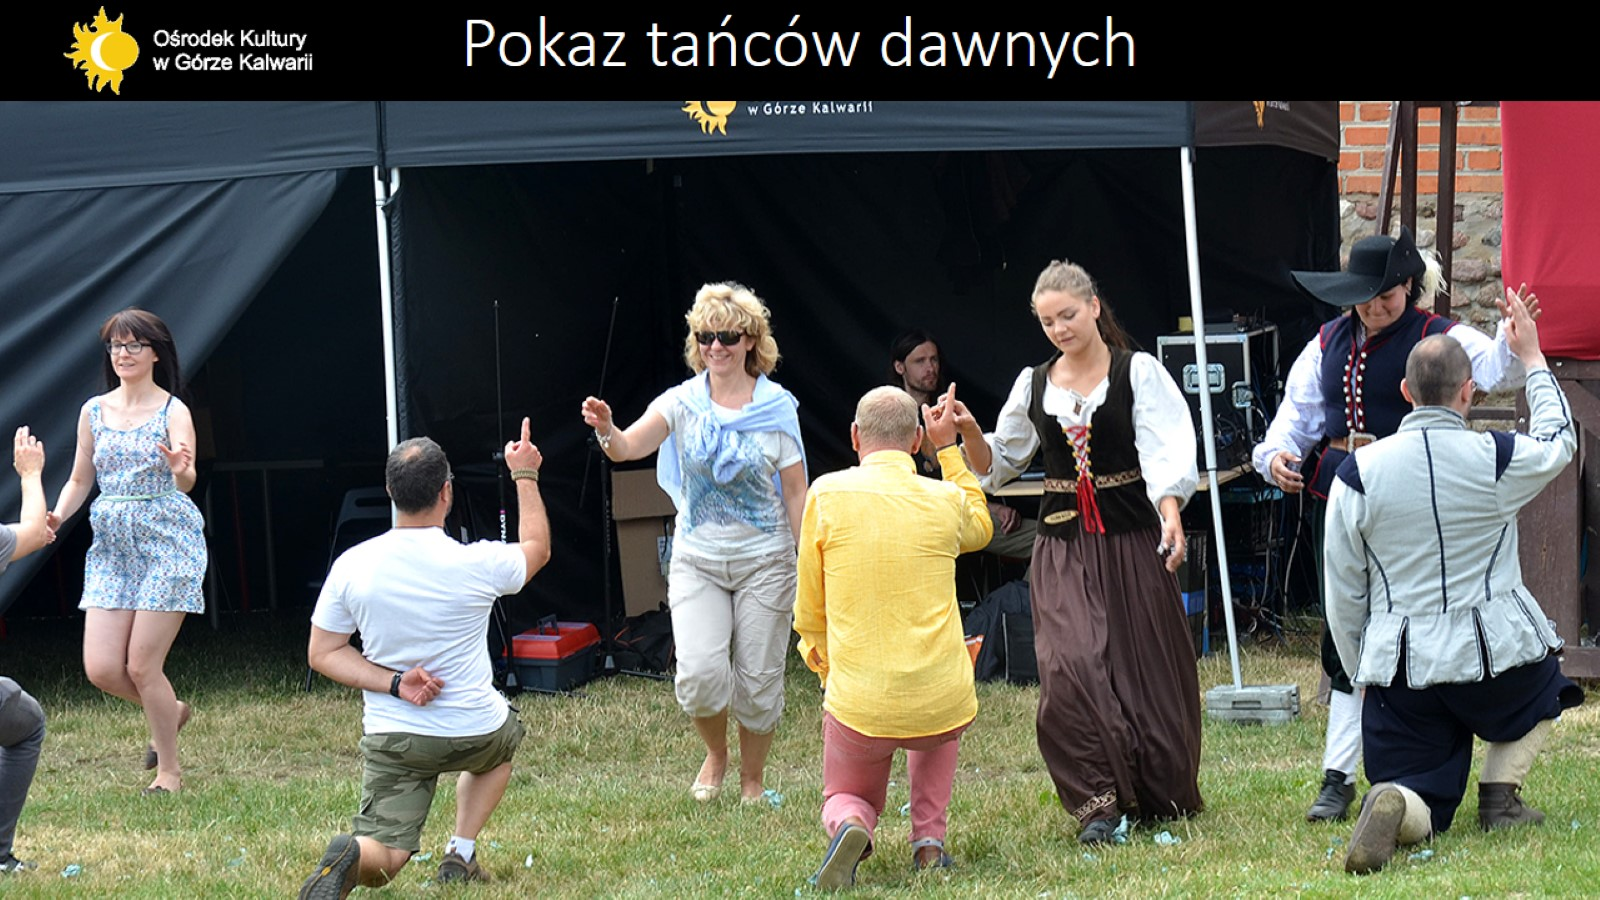 Ośrodek Kultury
w Górze Kalwarii
Pokaz tańców dawnych
w Górze Kalwarii